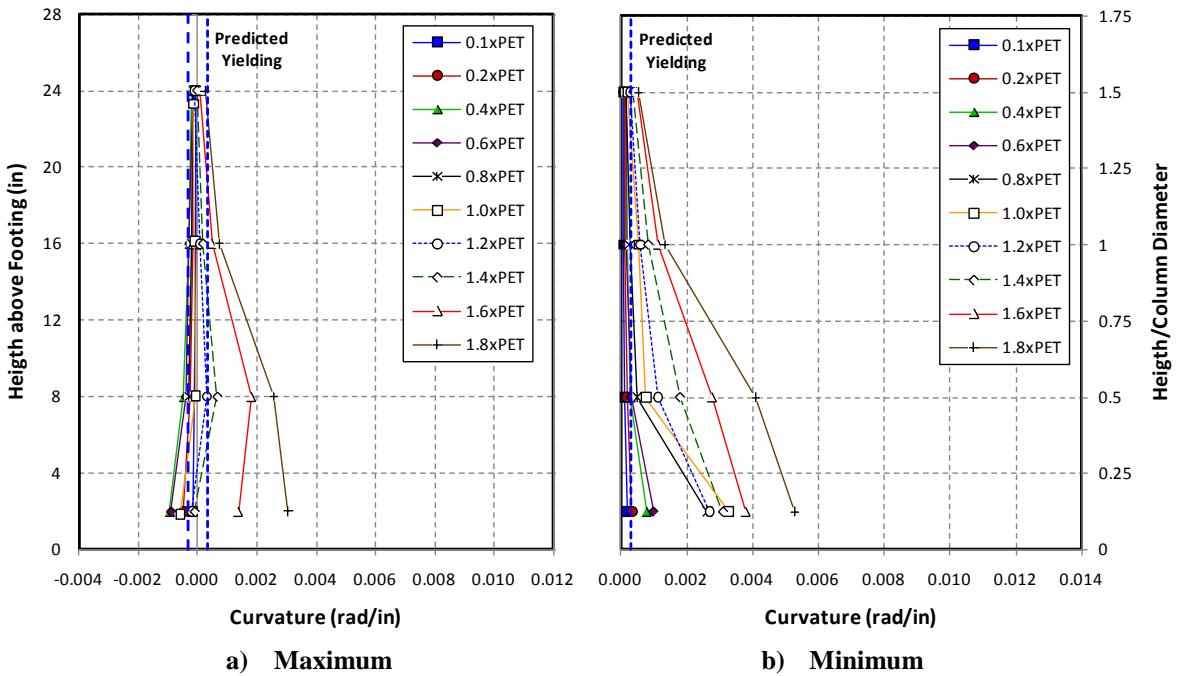 28
24
20
16
12
8
4
0
Heigth above Footing (in)
Predicted
Yielding
0.1xPET
0.2xPET
0.4xPET
0.6xPET
0.8xPET
1.0xPET
1.2xPET
1.4xPET
1.6xPET
1.8xPET
-0.004 -0.002 0.000 0.002 0.004 0.006 0.008 0.010 0.012
Curvature (rad/in)
a) Maximum
Predicted
Yielding
0.1xPET
0.2xPET
0.4xPET
0.6xPET
0.8xPET
1.0xPET
1.2xPET
1.4xPET
1.6xPET
1.8xPET
1.75
1.5
1.25
1
0.75
0.5
0.25
0
Heigth/Column Diameter
0.000 0.002 0.004 0.006 0.008 0.010 0.012 0.014
Curvature (rad/in)
b) Minimum